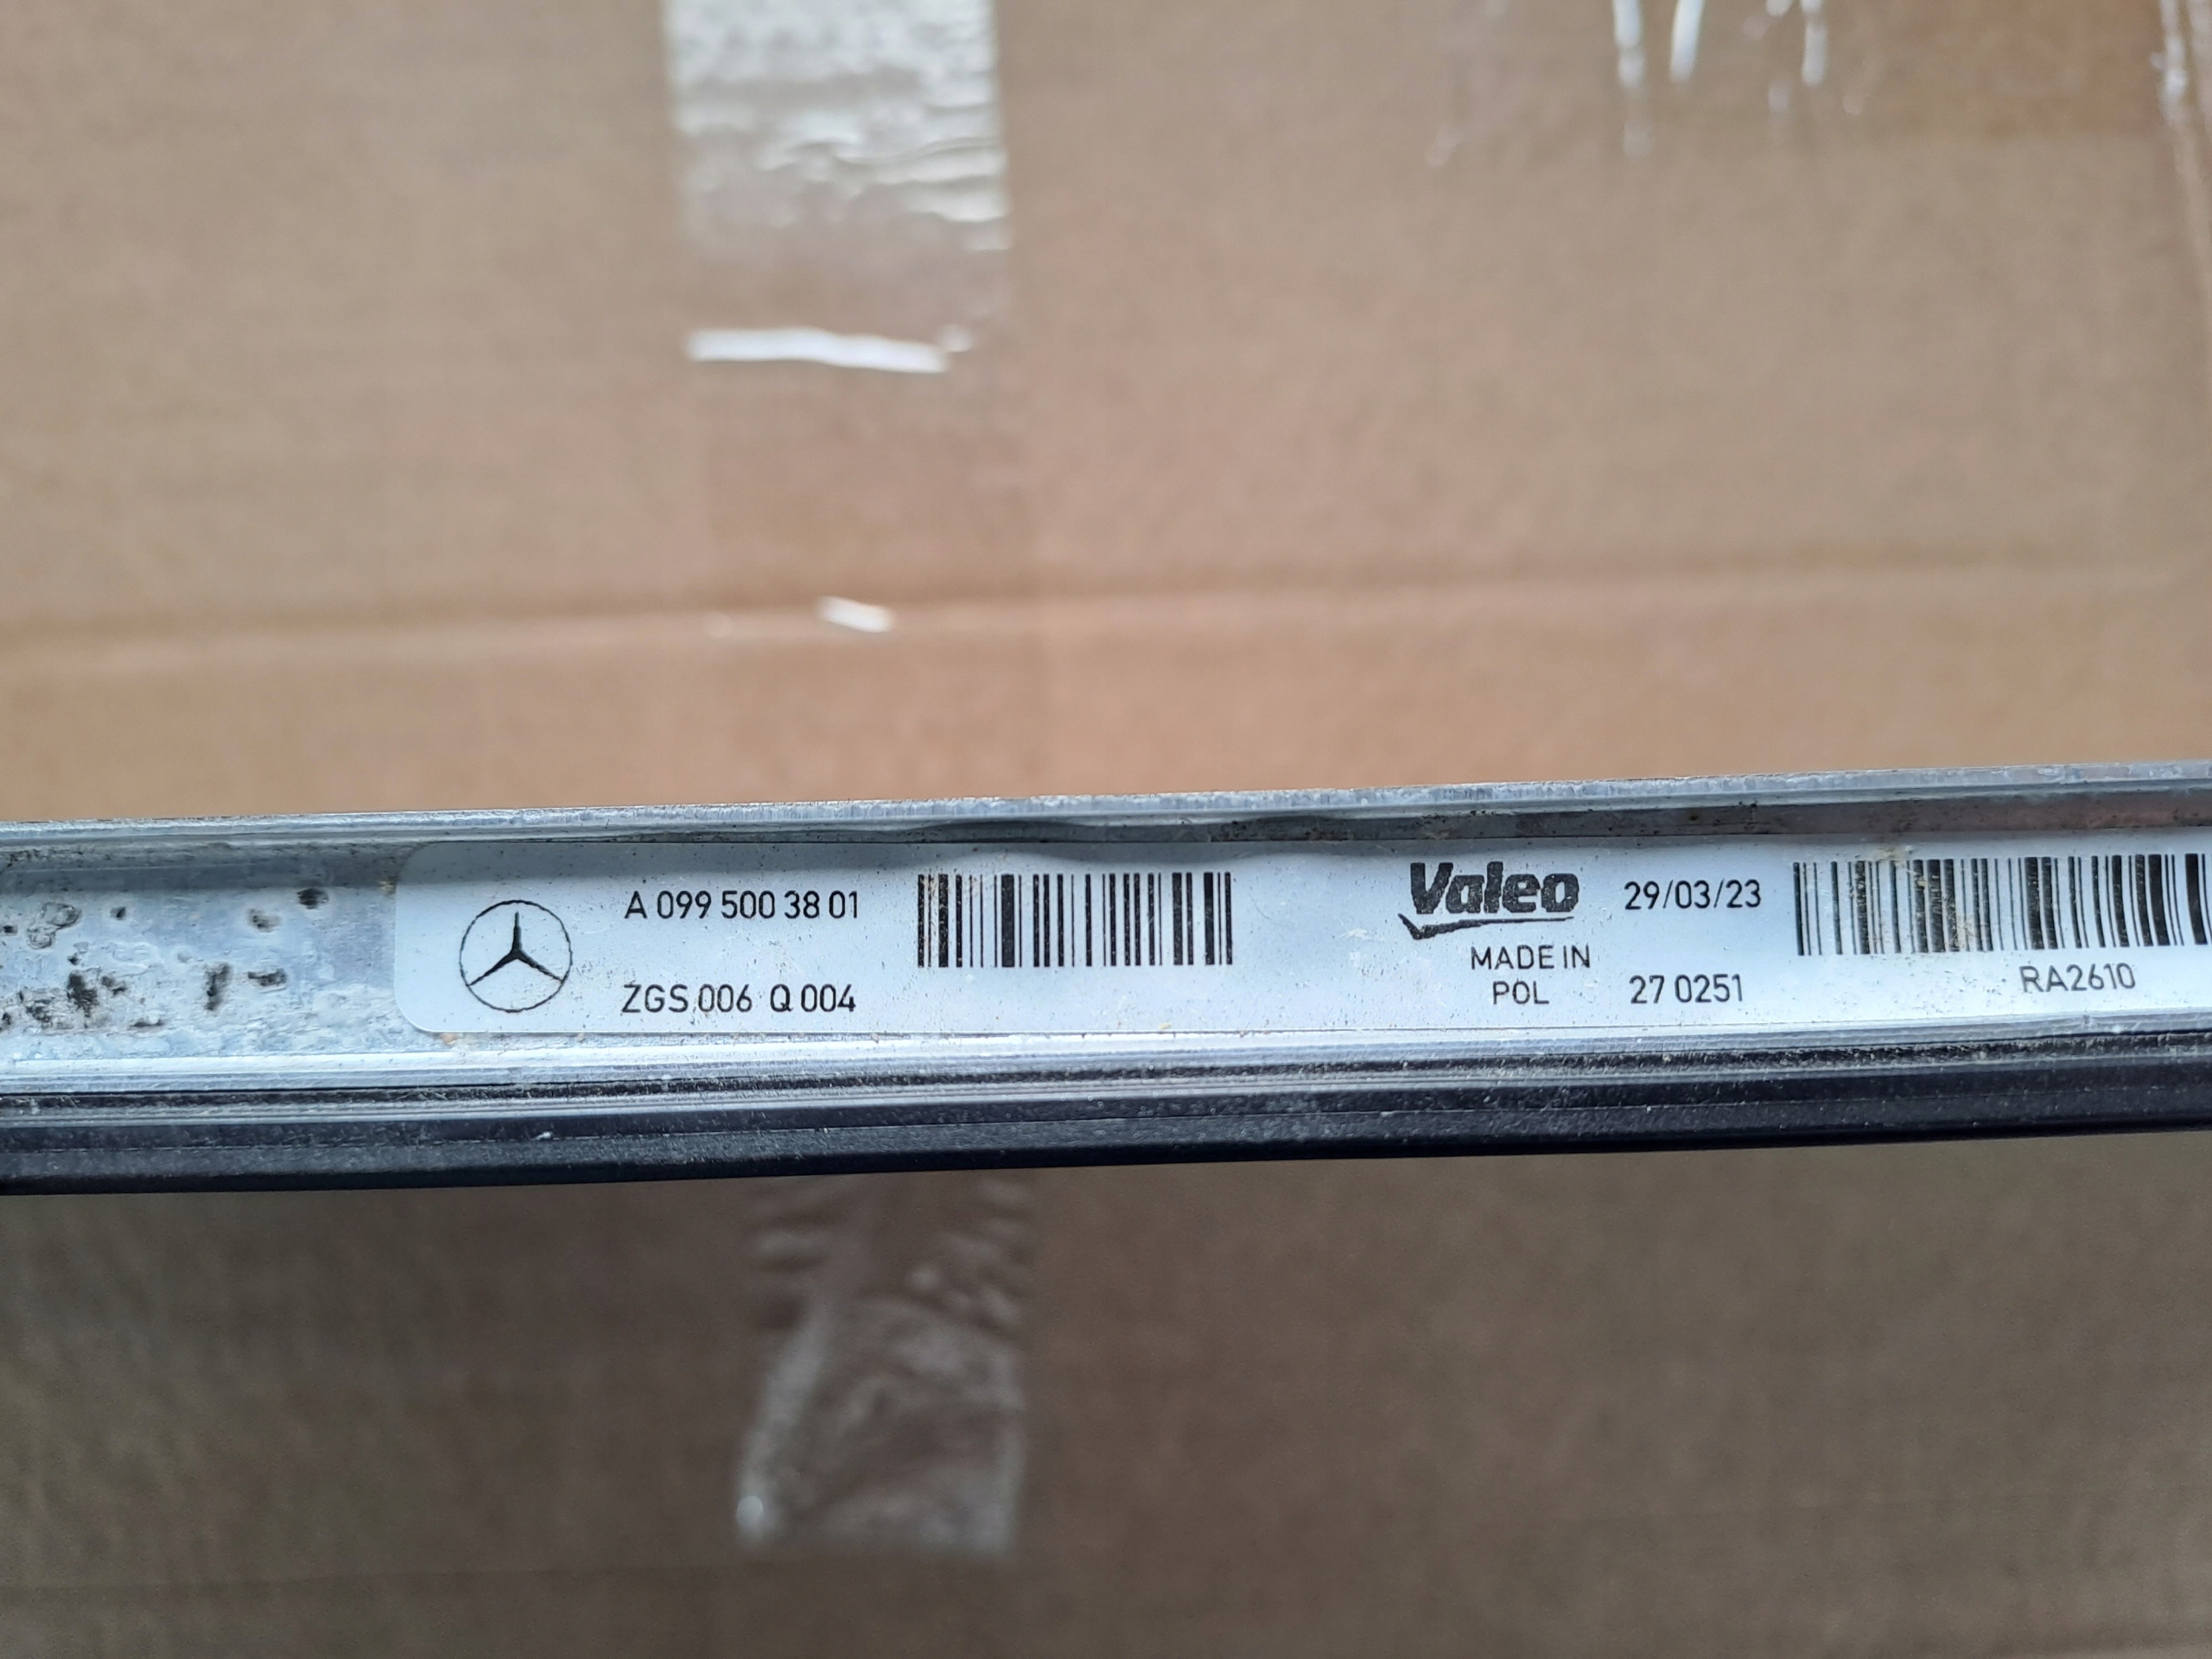 A 099 500 38 01
ZGS 006 Q 004
Valeo
MADE IN
POL
29/03/23
27 0251
RA2610